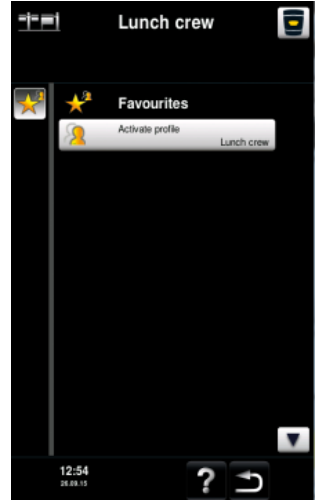 Lunch crew
Favourites
Activate profile
Lunch crew
12:54
26.09.15
?